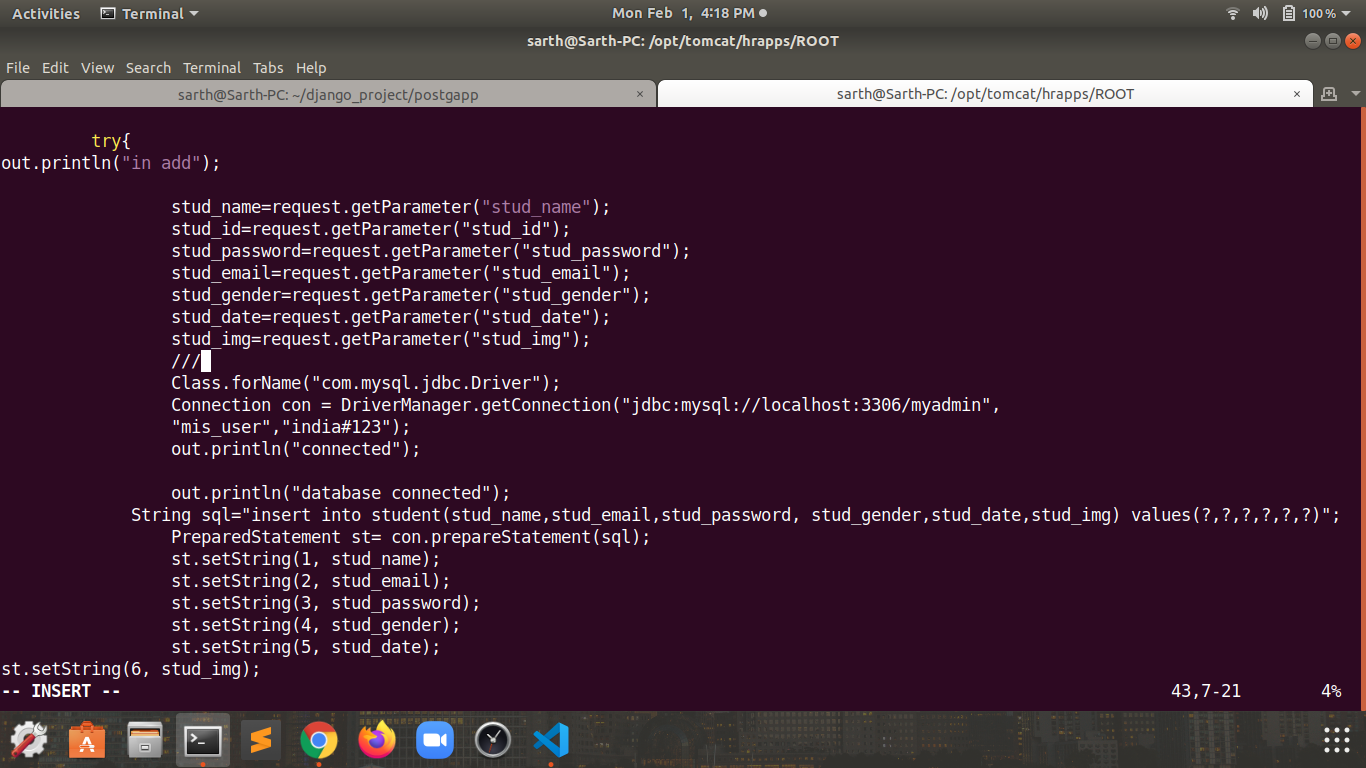 Activities Terminal Mon Feb 1, 4:18 PM 100 %
sarth@Sarth-PC: /opt/tomcat/hrapps/ROOT
File Edit View Search Terminal Tabs Help
sarth@Sarth-PC: ~/django_project/postgapp × sarth@Sarth-PC: /opt/tomcat/hrapps/ROOT ×
try{
out.println("in add");
stud_name=request.getParameter("stud_name");
stud_id=request.getParameter("stud_id");
stud_password=request.getParameter("stud_password");
stud_email=request.getParameter("stud_email");
stud_gender=request.getParameter("stud_gender");
stud_date=request.getParameter("stud_date");
stud_img=request.getParameter("stud_img");
///
Class.forName("com.mysql.jdbc.Driver");
Connection con = DriverManager.getConnection("jdbc:mysql://localhost:3306/myadmin",
"mis_user","india#123");
out.println("connected");
out.println("database connected");
String sql="insert into student(stud_name,stud_email,stud_password, stud_gender,stud_date,stud_img) values(?,?,?,?,?,?)";
PreparedStatement st= con.prepareStatement(sql);
st.setString(1, stud_name);
st.setString(2, stud_email);
st.setString(3, stud_password);
st.setString(4, stud_gender);
st.setString(5, stud_date);
st.setString(6, stud_img);
-- INSERT -- 43,7-21 4%